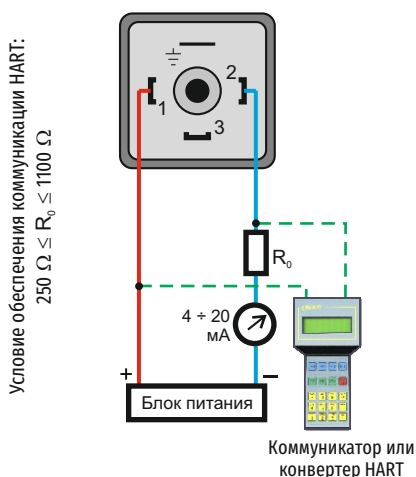 Условие обеспечения коммуникации HART:
250 Ω ≤ R₀ ≤ 1100 Ω
1
2
3
R₀
4 ÷ 20
мА
+
−
Блок питания
Коммуникатор или
конвертер HART